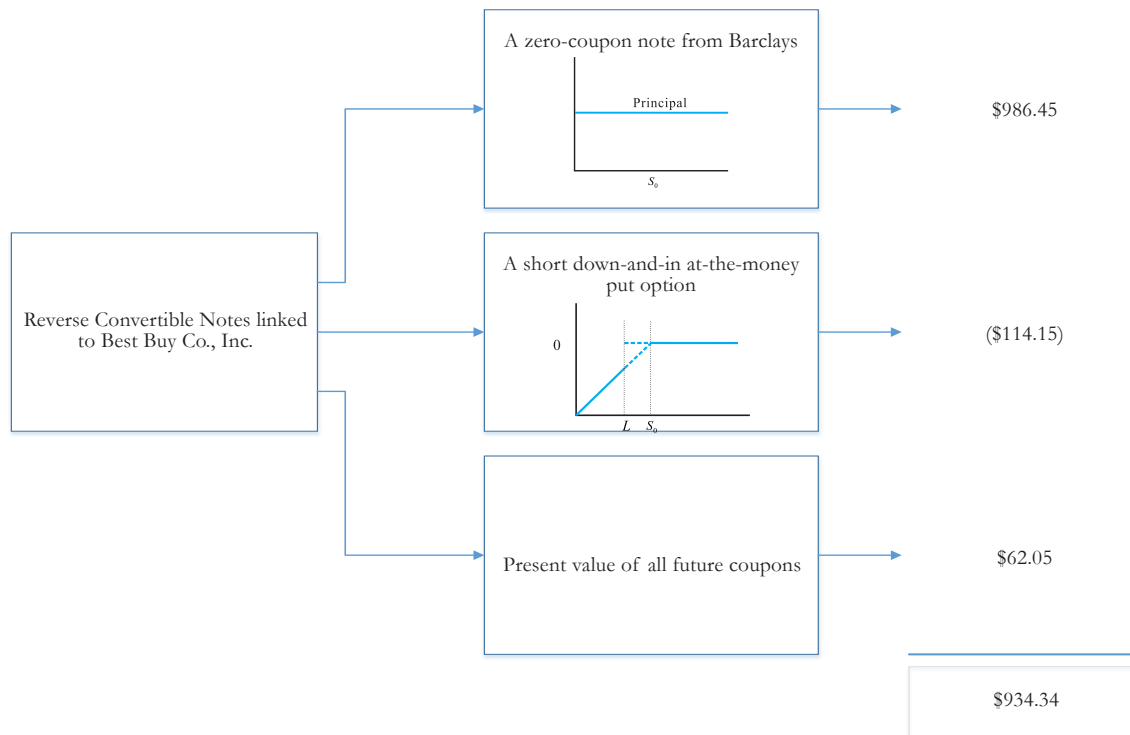 A zero-coupon note from Barclays
Principal
S₀
$986.45
Reverse Convertible Notes linked
to Best Buy Co., Inc.
A short down-and-in at-the-money
put option
0
L S₀
($114.15)
Present value of all future coupons
$62.05
$934.34